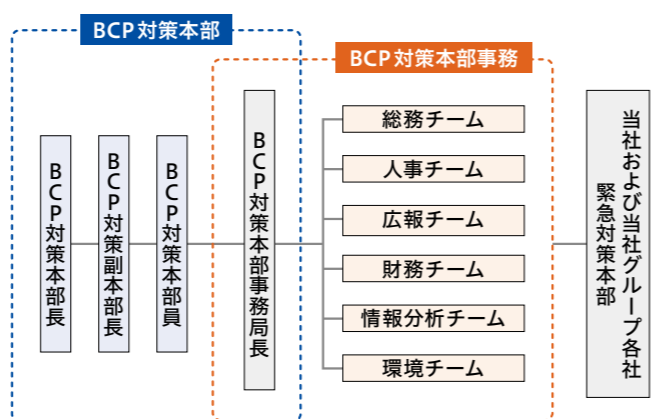 BCP対策本部
BCP対策本部事務
BCP対策本部長
BCP対策副本部長
BCP対策本部員
BCP対策本部事務局長
総務チーム
人事チーム
広報チーム
財務チーム
情報分析チーム
環境チーム
当社および当社グループ各社
緊急対策本部